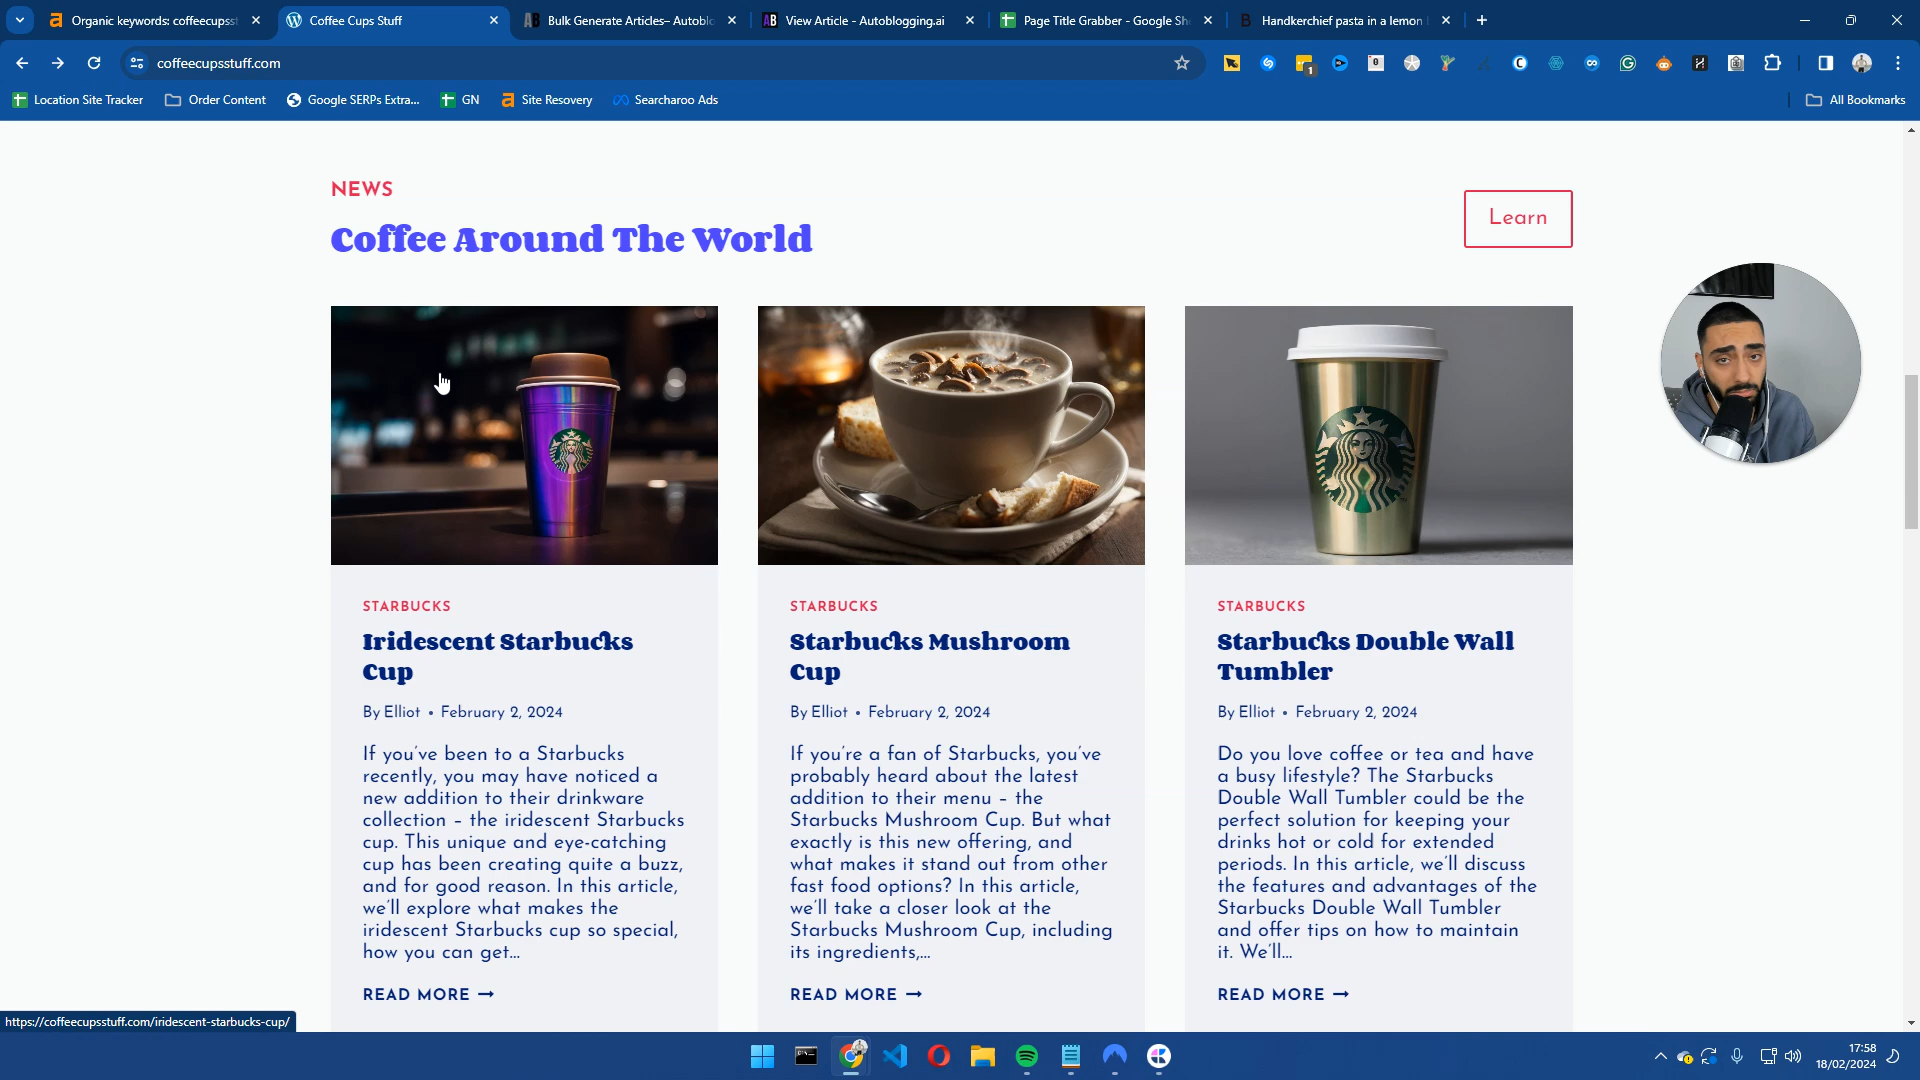 Organic keywords: coffeecupsst
Coffee Cups Stuff
Bulk Generate Articles– Autoblo
View Article - Autoblogging.ai
Page Title Grabber - Google She
Handkerchief pasta in a lemon
coffeecupsstuff.com
1
Location Site Tracker
Order Content
Google SERPs Extra...
GN
Site Recovery
Searcharoo Ads
All Bookmarks
NEWS
Coffee Around The World
Learn
STARBUCKS
Iridescent Starbucks
Cup
By Elliot • February 2, 2024
If you've been to a Starbucks
recently, you may have noticed a
new addition to their drinkware
collection – the iridescent Starbucks
cup. This unique and eye-catching
cup has been creating quite a buzz,
and for good reason. In this article,
we'll explore what makes the
iridescent Starbucks cup so special,
how you can get...
READ MORE →
STARBUCKS
Starbucks Mushroom
Cup
By Elliot • February 2, 2024
If you're a fan of Starbucks, you've
probably heard about the latest
addition to their menu – the
Starbucks Mushroom Cup. But what
exactly is this new offering, and
what makes it stand out from other
fast food options? In this article,
we'll take a closer look at the
Starbucks Mushroom Cup, including
its ingredients,...
READ MORE →
STARBUCKS
Starbucks Double Wall
Tumbler
By Elliot • February 2, 2024
Do you love coffee or tea and have
a busy lifestyle? The Starbucks
Double Wall Tumbler could be the
perfect solution for keeping your
drinks hot or cold for extended
periods. In this article, we'll discuss
the features and advantages of the
Starbucks Double Wall Tumbler
and offer tips on how to maintain
it. We'll...
READ MORE →
https://coffeecupsstuff.com/iridescent-starbucks-cup/
17:58
18/02/2024